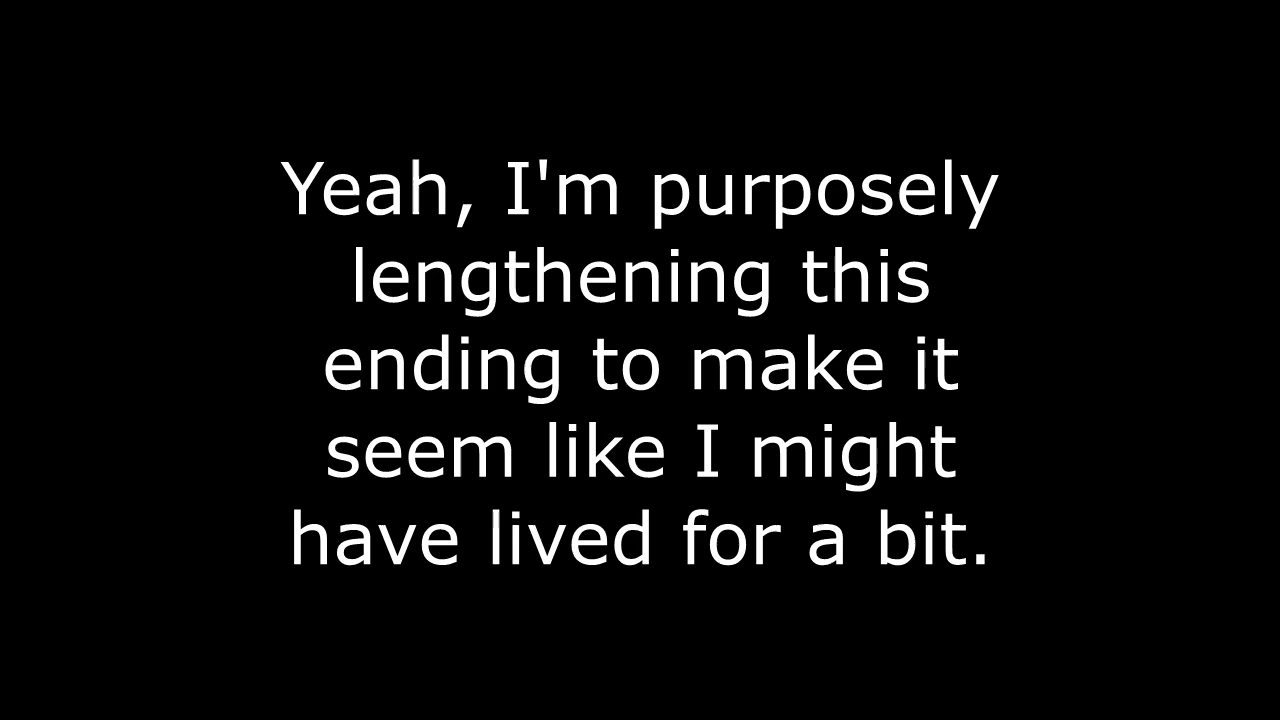 Yeah, I'm purposely
lengthening this
ending to make it
seem like I might
have lived for a bit.